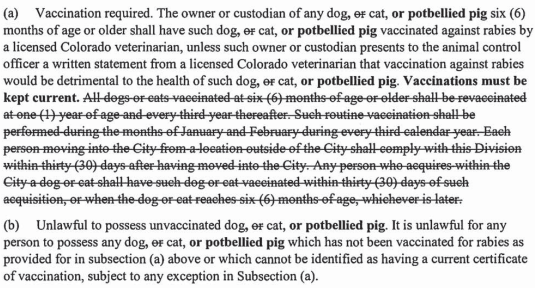 (a) Vaccination required. The owner or custodian of any dog, or cat, or potbellied pig six (6)
months of age or older shall have such dog, or cat, or potbellied pig vaccinated against rabies by
a licensed Colorado veterinarian, unless such owner or custodian presents to the animal control
officer a written statement from a licensed Colorado veterinarian that vaccination against rabies
would be detrimental to the health of such dog, or cat, or potbellied pig. Vaccinations must be
kept current. All dogs or cats vaccinated at six (6) months of age or older shall be revaccinated
at one (1) year of age and every third year thereafter. Such routine vaccination shall be
performed during the months of January and February during every third calendar year. Each
person moving into the City from a location outside of the City shall comply with this Division
within thirty (30) days after having moved into the City. Any person who acquires within the
City a dog or cat shall have such dog or cat vaccinated within thirty (30) days of such
acquisition, or when the dog or cat reaches six (6) months of age, whichever is later.
(b) Unlawful to possess unvaccinated dog, or cat, or potbellied pig. It is unlawful for any
person to possess any dog, or cat, or potbellied pig which has not been vaccinated for rabies as
provided for in subsection (a) above or which cannot be identified as having a current certificate
of vaccination, subject to any exception in Subsection (a).